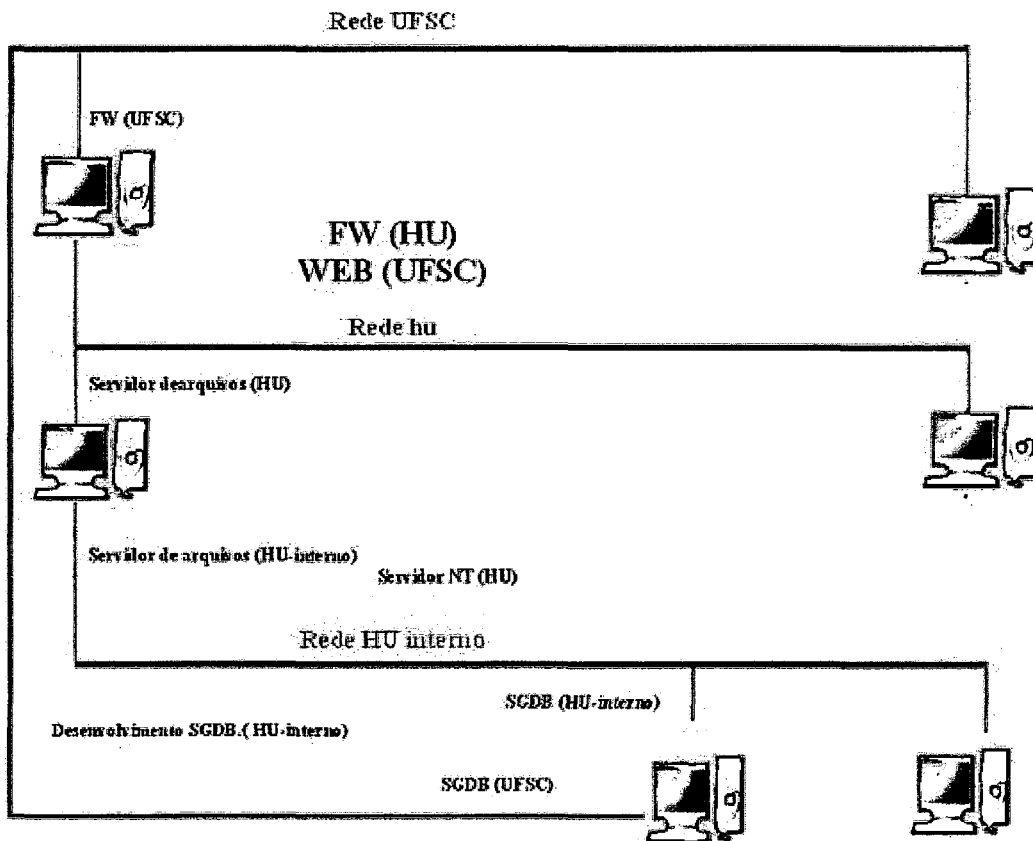 Rede UFSC
FW (UFSC)
FW (HU)
WEB (UFSC)
Rede hu
Servidor dearquivos (HU)
Servidor de arquivos (HU-interno)
Servidor NT (HU)
Rede HU interno
SGDB (HU-interno)
Desenvolvimento SGDB.( HU-interno)
SGDB (UFSC)